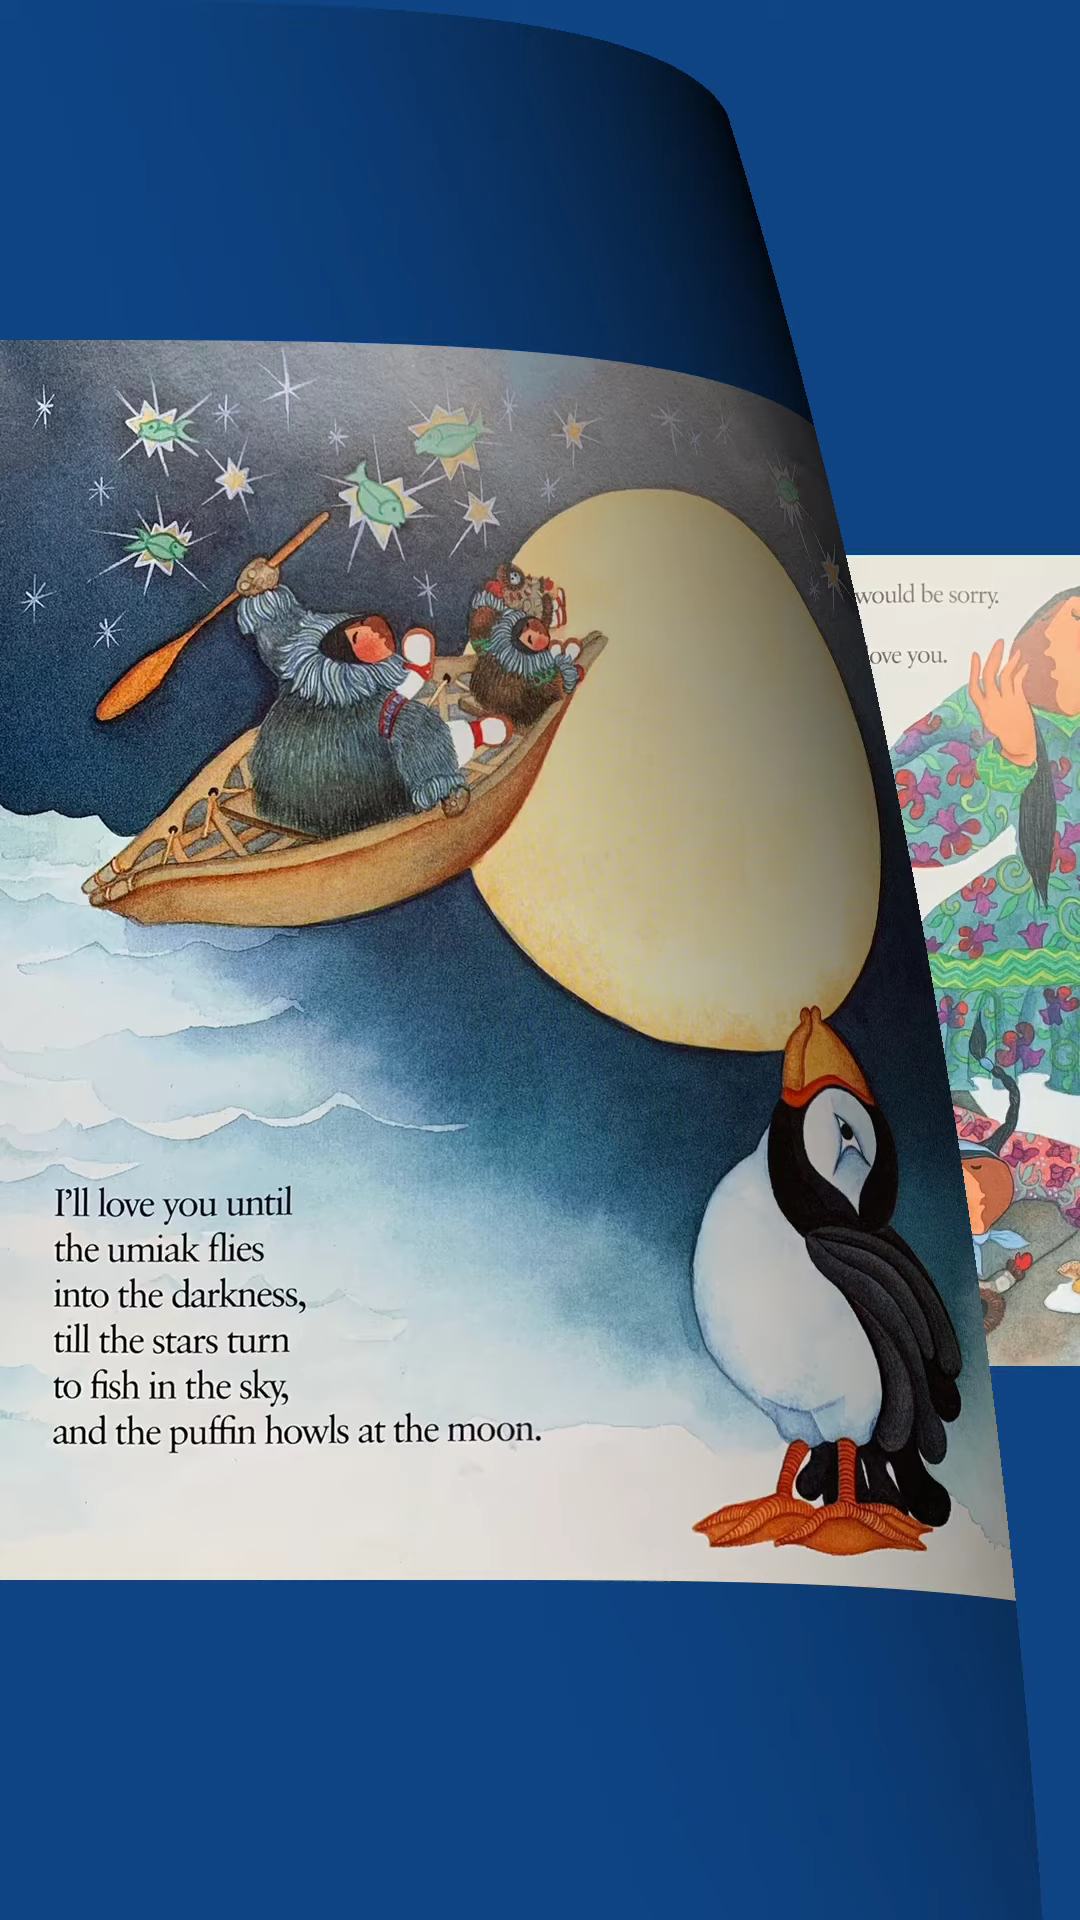 I’ll love you until
the umiak flies
into the darkness,
till the stars turn
to fish in the sky,
and the puffin howls at the moon.
would be sorry.
you.